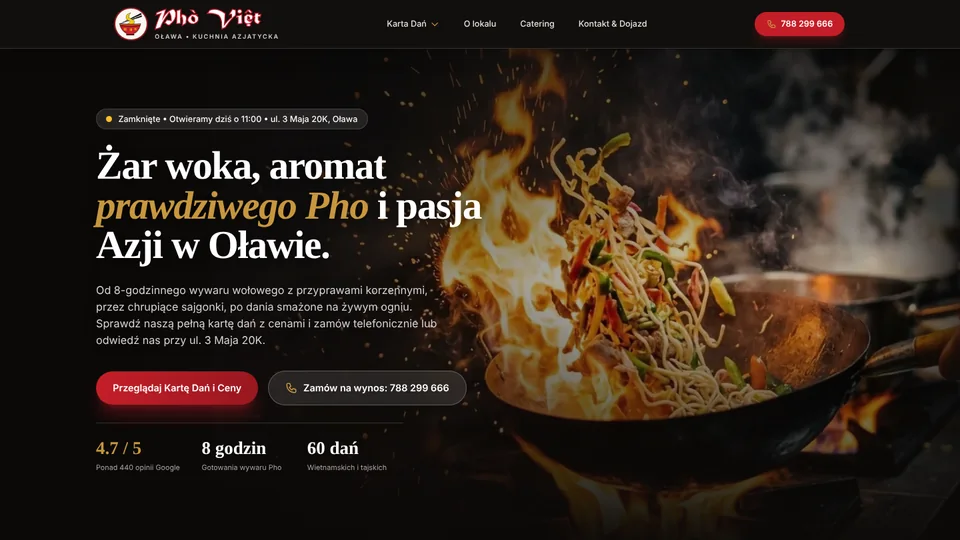 Phò Việt
OŁAWA • KUCHNIA AZJATYCKA
Karta Dań
O lokalu
Catering
Kontakt & Dojazd
788 299 666
Zamknięte • Otwieramy dziś o 11:00 • ul. 3 Maja 20K, Oława
Żar woka, aromat
prawdziwego Pho i pasja
Azji w Oławie.
Od 8-godzinnego wywaru wołowego z przyprawami korzennymi,
przez chrupiące sajgonki, po dania smażone na żywym ogniu.
Sprawdź naszą pełną kartę dań z cenami i zamów telefonicznie lub
odwiedź nas przy ul. 3 Maja 20K.
Przeglądaj Kartę Dań i Ceny
Zamów na wynos: 788 299 666
4.7 / 5
Ponad 440 opinii Google
8 godzin
Gotowania wywaru Pho
60 dań
Wietnamskich i tajskich